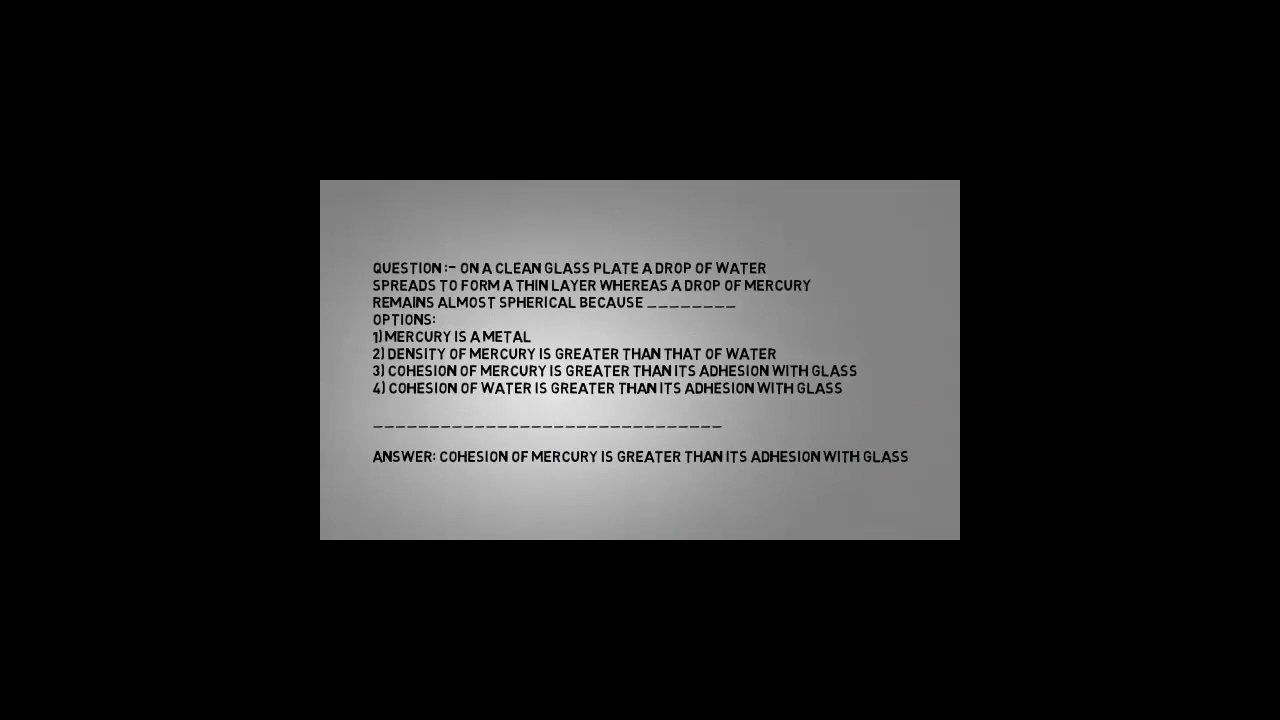 QUESTION :- ON A CLEAN GLASS PLATE A DROP OF WATER
SPREADS TO FORM A THIN LAYER WHEREAS A DROP OF MERCURY
REMAINS ALMOST SPHERICAL BECAUSE ________
OPTIONS:
1) MERCURY IS A METAL
2) DENSITY OF MERCURY IS GREATER THAN THAT OF WATER
3) COHESION OF MERCURY IS GREATER THAN ITS ADHESION WITH GLASS
4) COHESION OF WATER IS GREATER THAN ITS ADHESION WITH GLASS
_______________________________
ANSWER: COHESION OF MERCURY IS GREATER THAN ITS ADHESION WITH GLASS